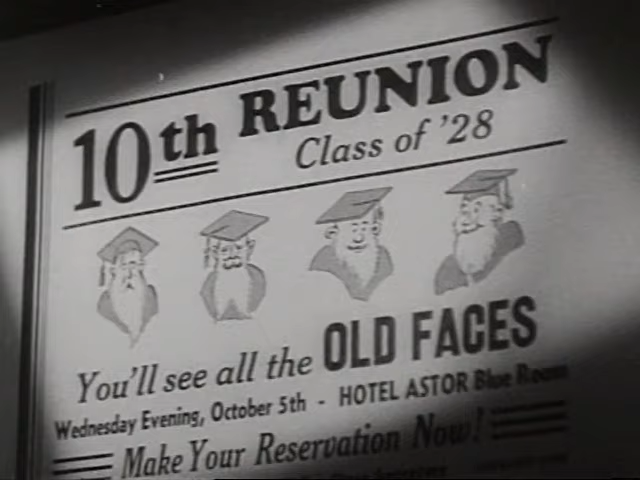 10th REUNION
Class of '28
You'll see all the OLD FACES
Wednesday Evening, October 5th - HOTEL ASTOR Blue Room
Make Your Reservation Now!